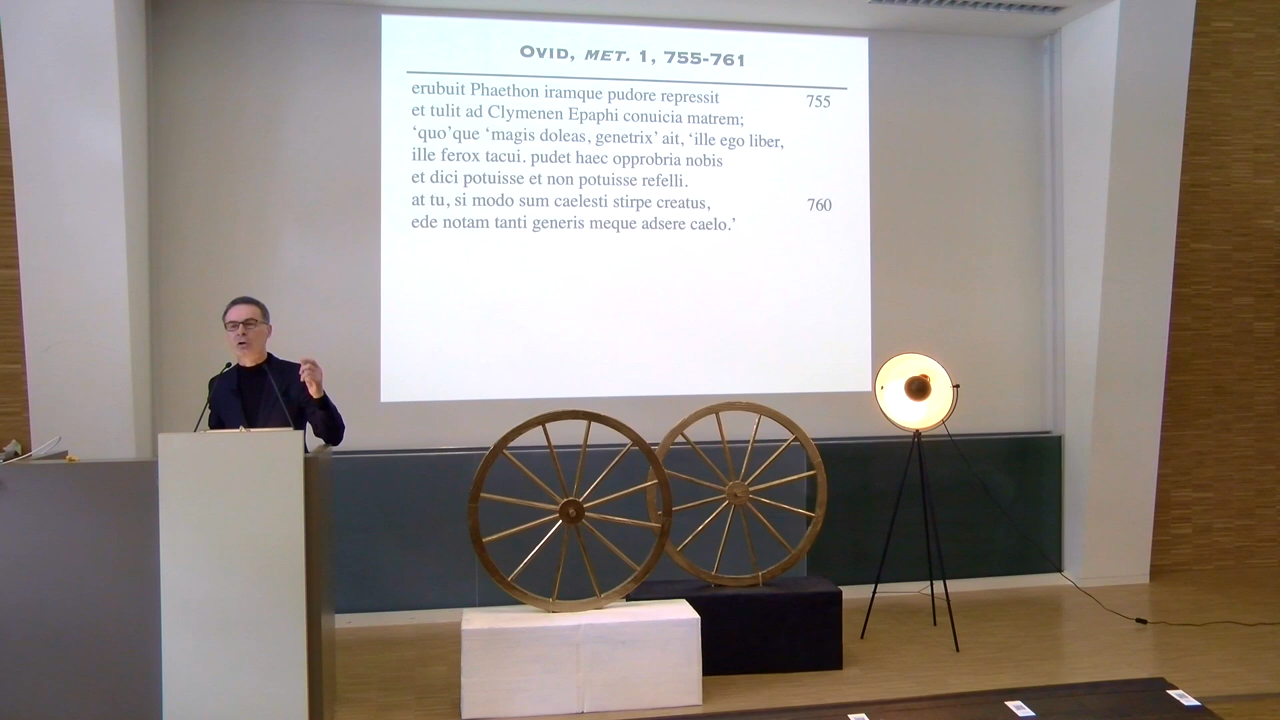 OVID, MET. 1, 755-761
erubuit Phaethon iramque pudore repressit 755
et tulit ad Clymenen Epaphi conuicia matrem;
‘quo’que ‘magis doleas, genetrix’ ait, ‘ille ego liber,
ille ferox tacui. pudet haec opprobria nobis
et dici potuisse et non potuisse refelli.
at tu, si modo sum caelesti stirpe creatus, 760
ede notam tanti generis meque adsere caelo.’